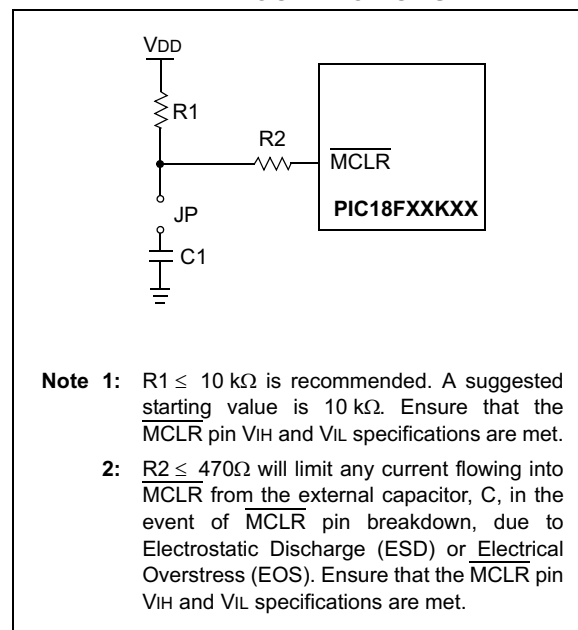 VDD
R1
R2
MCLR
PIC18FXXKXX
JP
C1
Note 1: R1 ≤ 10 kΩ is recommended. A suggested
starting value is 10 kΩ. Ensure that the
MCLR pin VIH and VIL specifications are met.
2: R2 ≤ 470Ω will limit any current flowing into
MCLR from the external capacitor, C, in the
event of MCLR pin breakdown, due to
Electrostatic Discharge (ESD) or Electrical
Overstress (EOS). Ensure that the MCLR pin
VIH and VIL specifications are met.